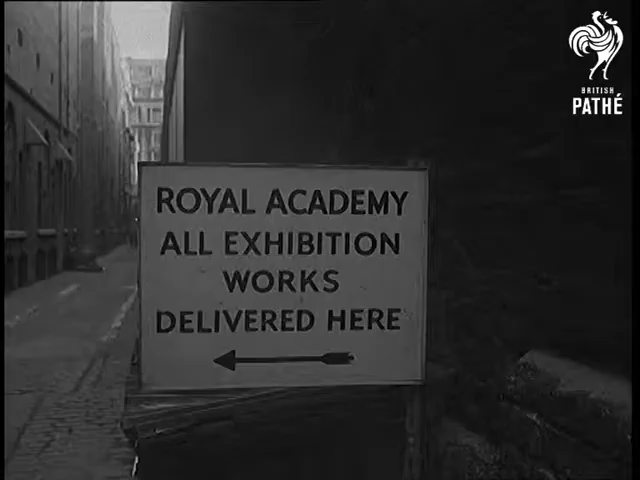 BRITISH
PATHÉ
ROYAL ACADEMY
ALL EXHIBITION
WORKS
DELIVERED HERE